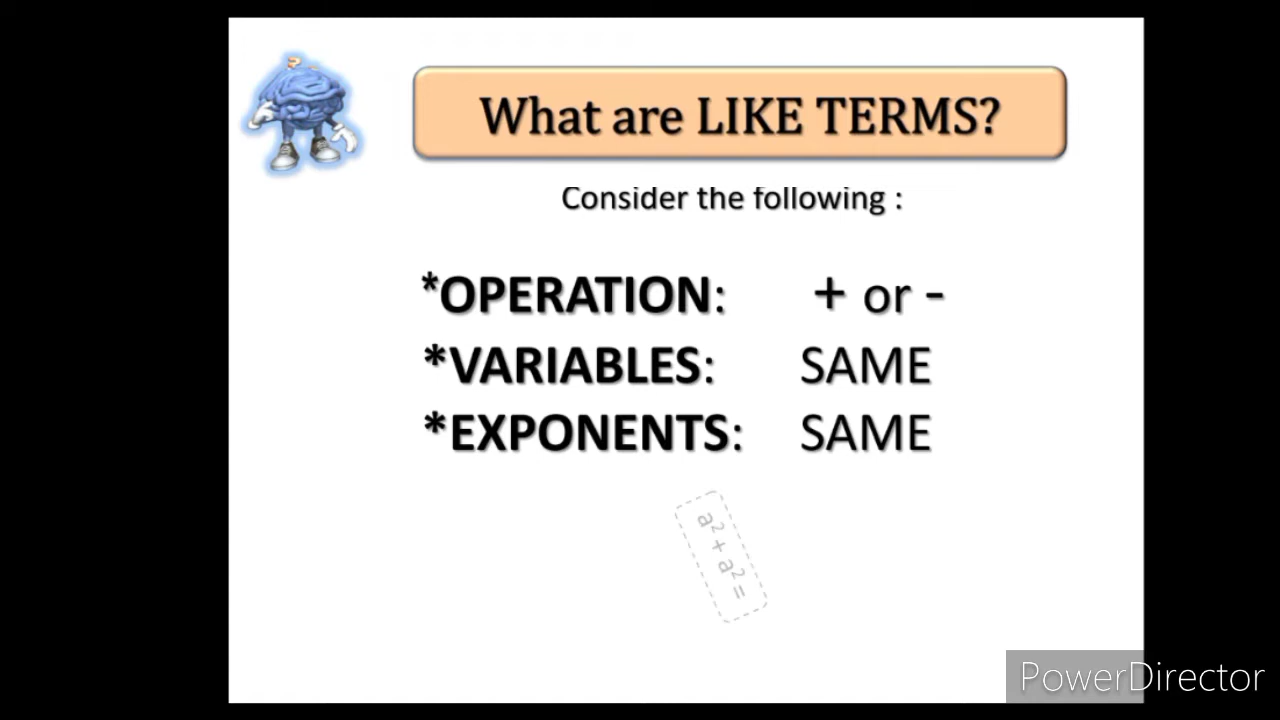 What are LIKE TERMS?
Consider the following :
*OPERATION: + or -
*VARIABLES: SAME
*EXPONENTS: SAME
a² + a² =
PowerDirector